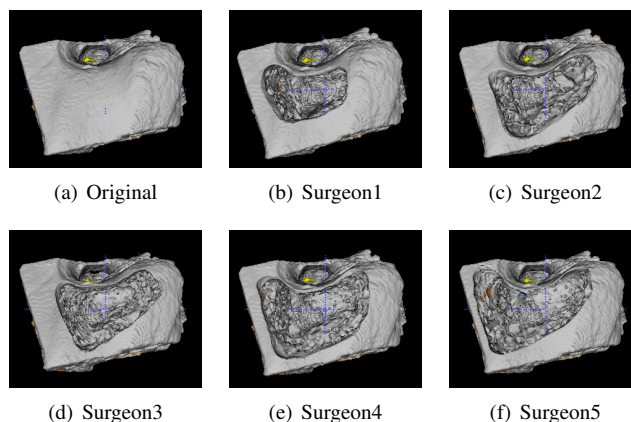 (a) Original
(b) Surgeon1
(c) Surgeon2
(d) Surgeon3
(e) Surgeon4
(f) Surgeon5